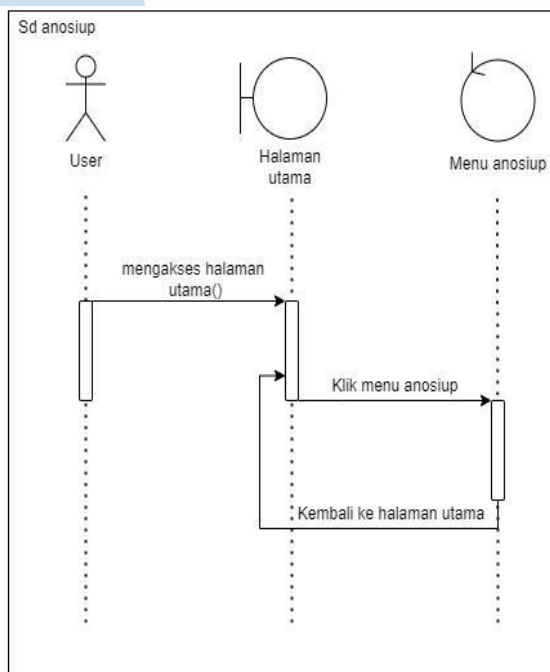 Sd anosiup
User
Halaman
utama
Menu anosiup
mengakses halaman
utama()
Klik menu anosiup
Kembali ke halaman utama